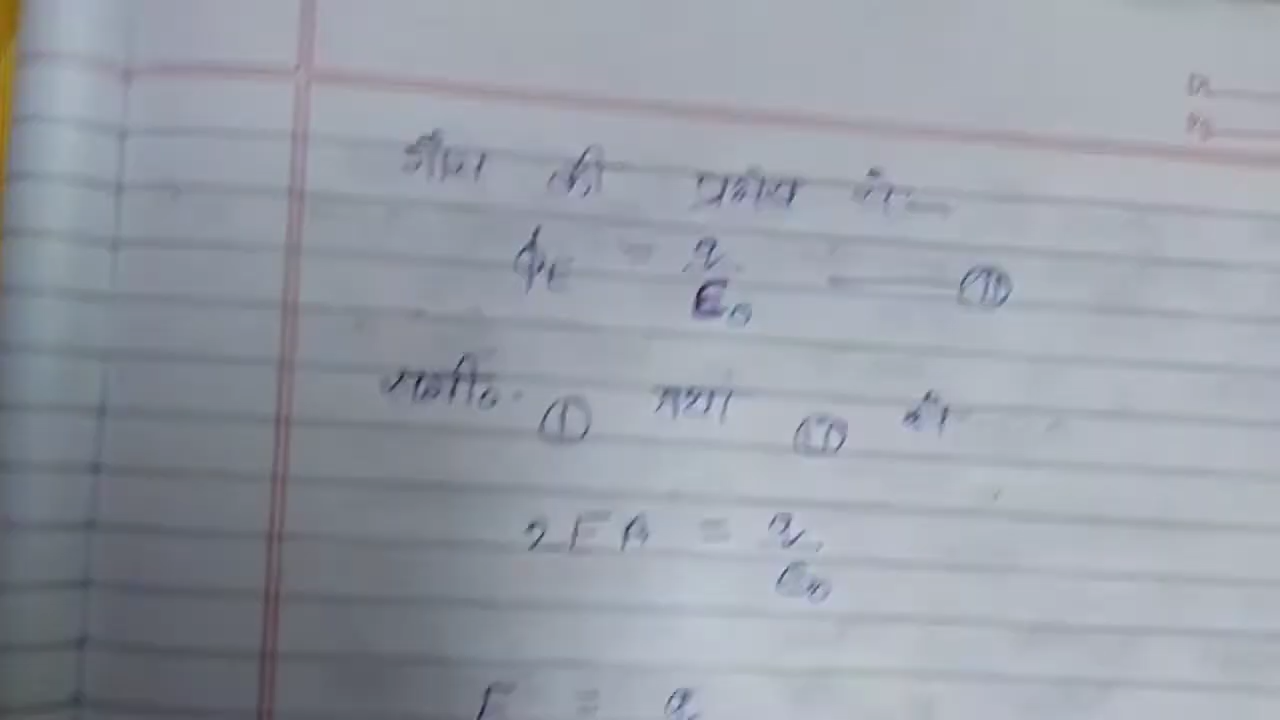 की प्रमेय से
ϕE = q / ϵ0 —— (II)
समी० (I) तथा (II) से
2EA = q / ϵ0
E = q